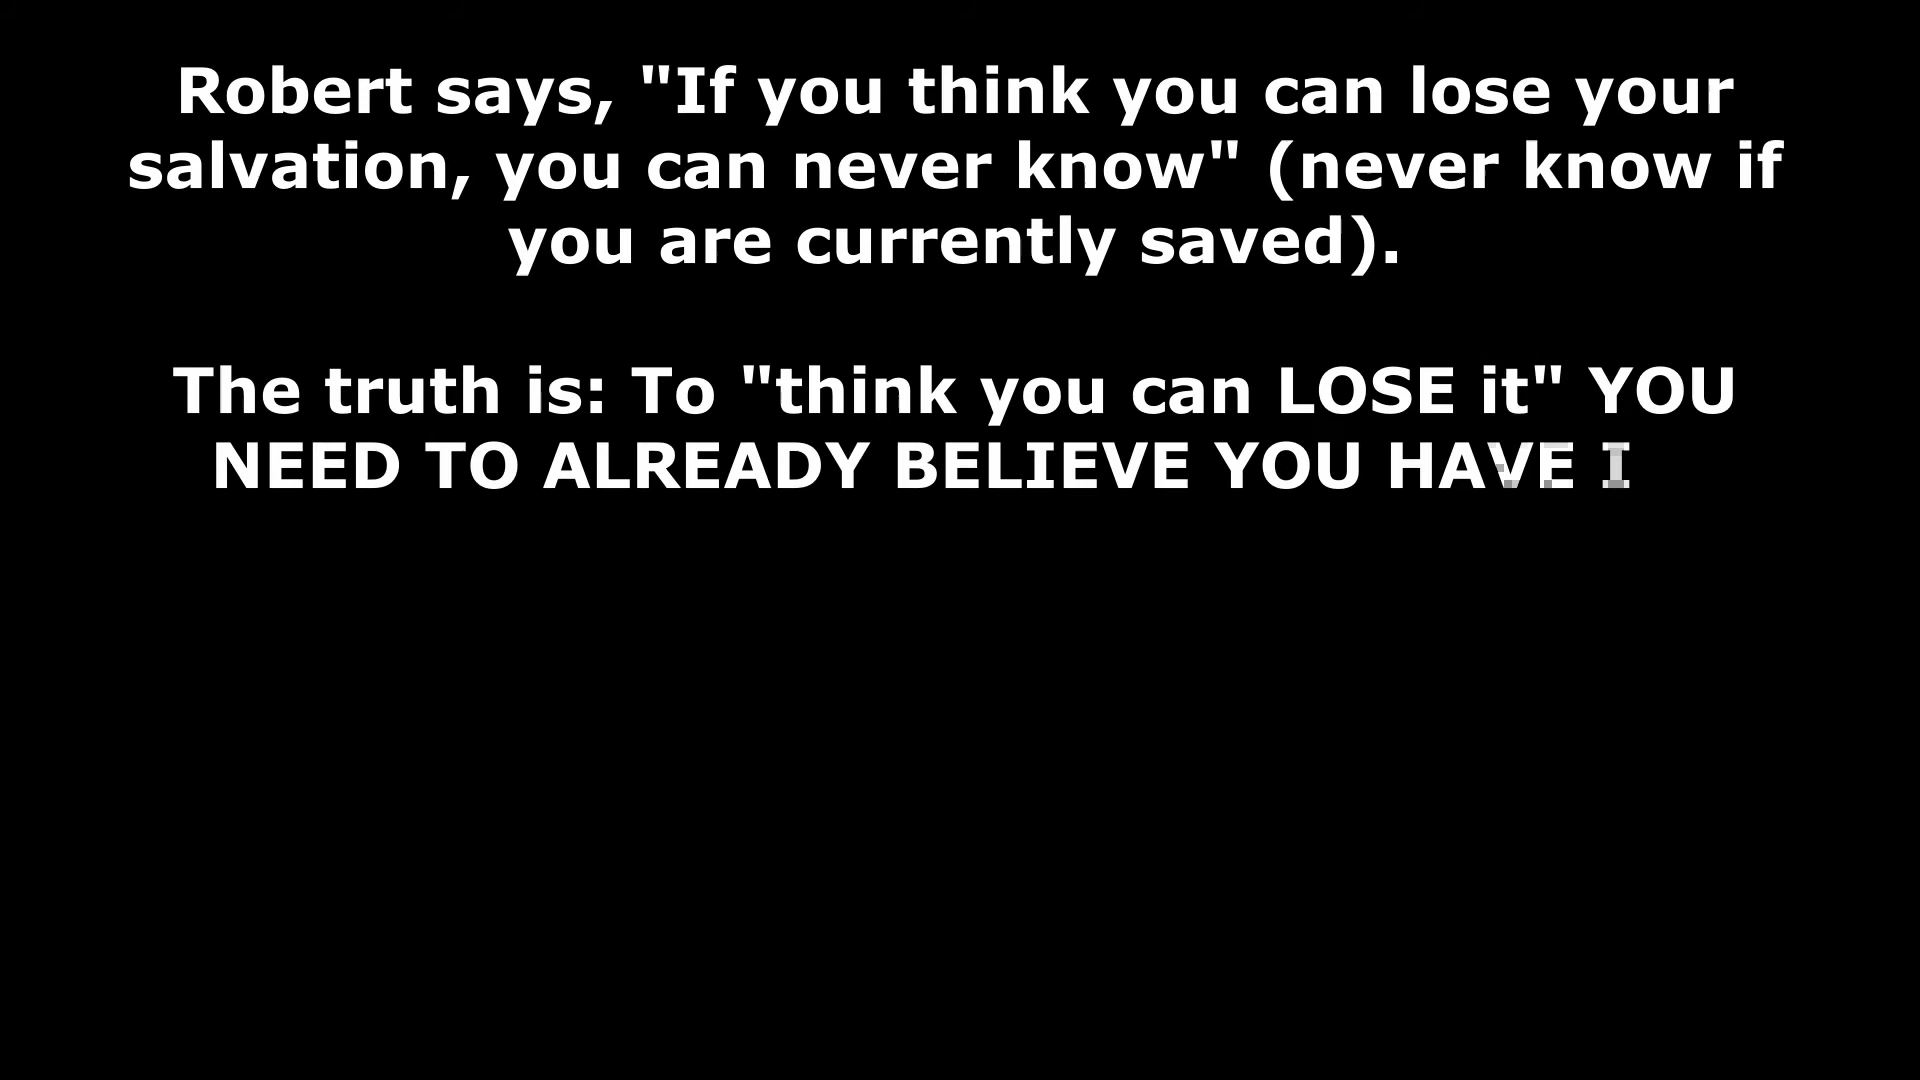 Robert says, "If you think you can lose your
salvation, you can never know" (never know if
you are currently saved).
The truth is: To "think you can LOSE it" YOU
NEED TO ALREADY BELIEVE YOU HAVE I